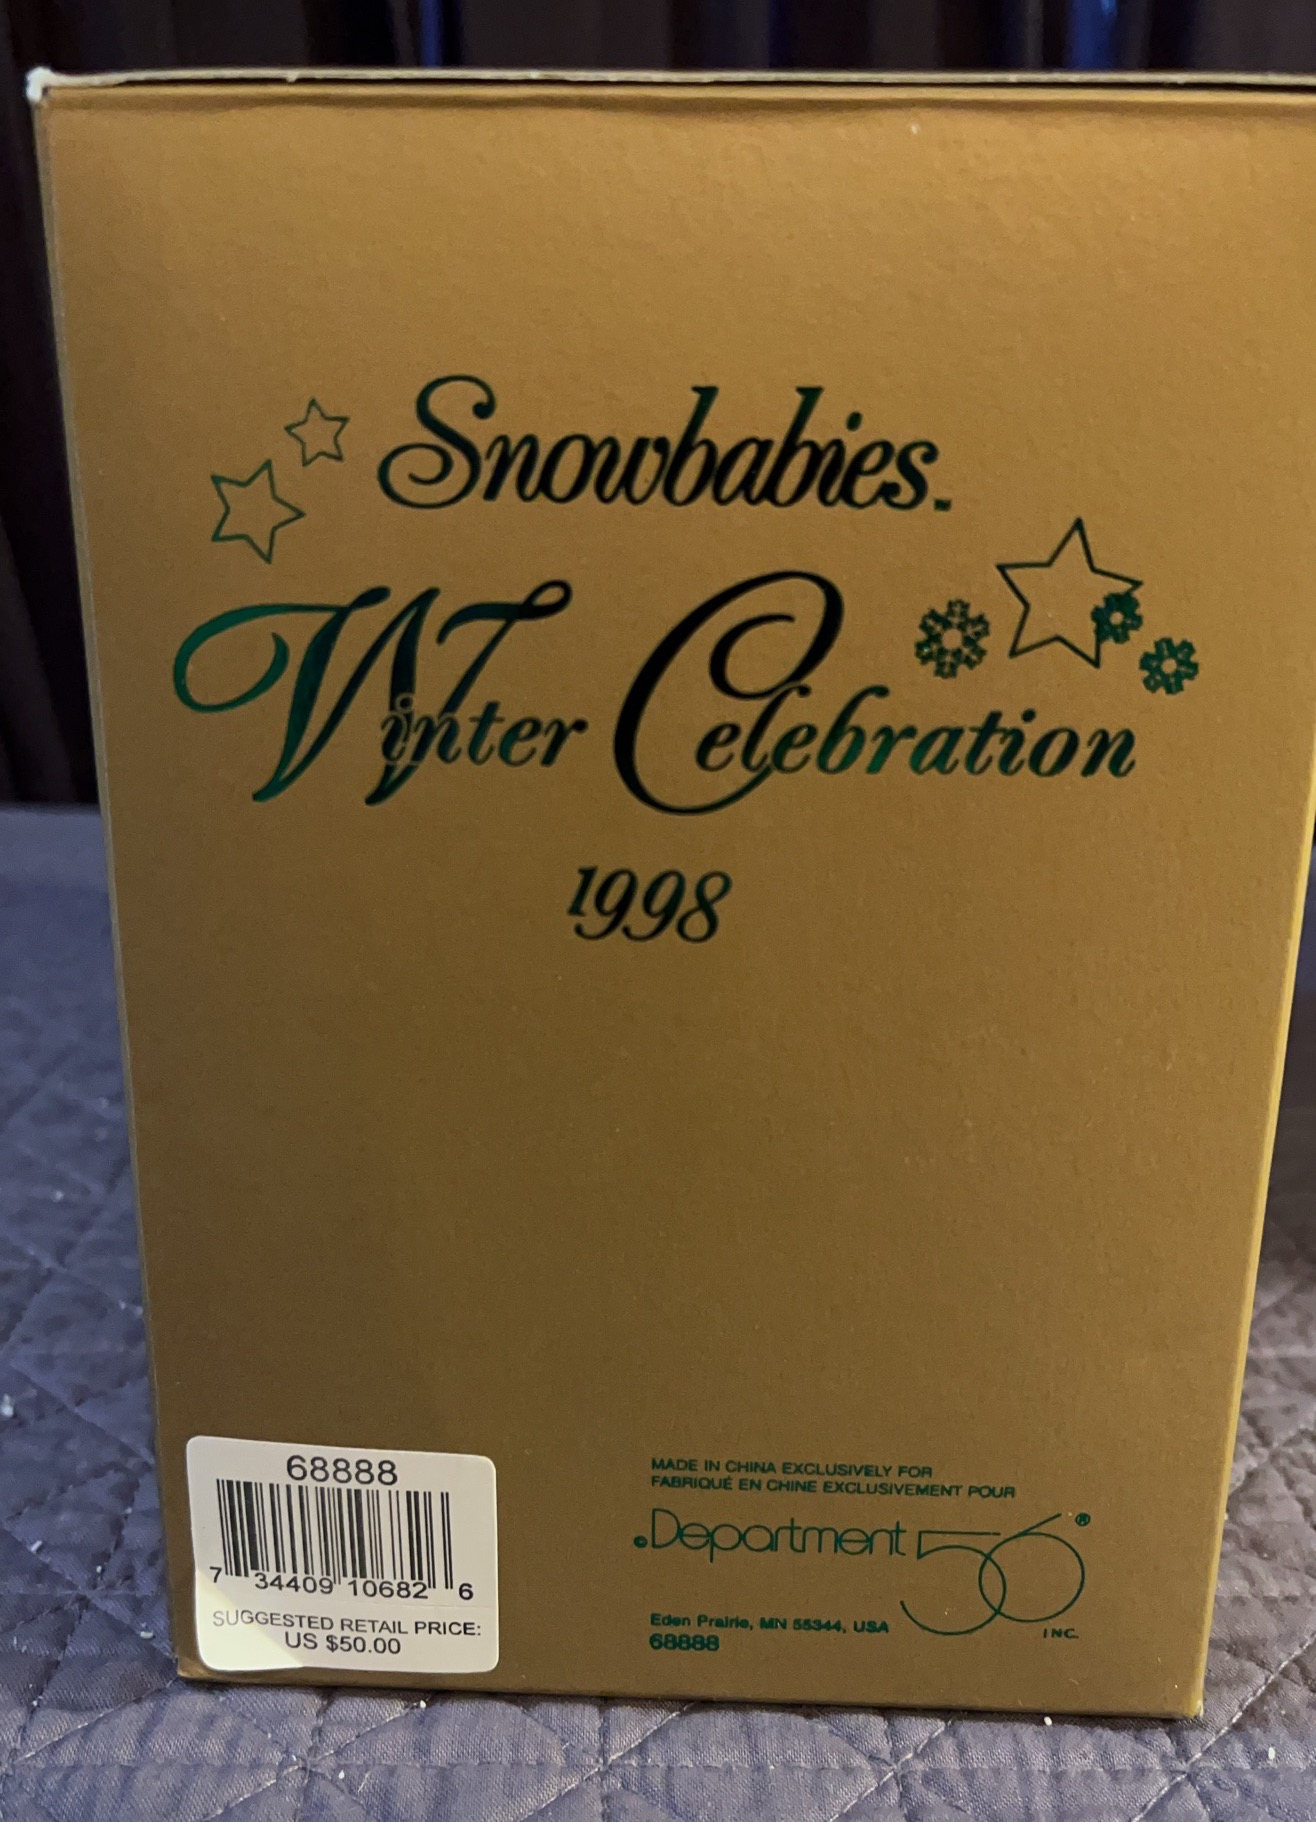 Snowbabies™
Winter Celebration
1998
68888
7 34409 10682 6
SUGGESTED RETAIL PRICE:
US $50.00
MADE IN CHINA EXCLUSIVELY FOR
FABRIQUÉ EN CHINE EXCLUSIVEMENT POUR
©Department 56®
INC.
Eden Prairie, MN 55344, USA
68888